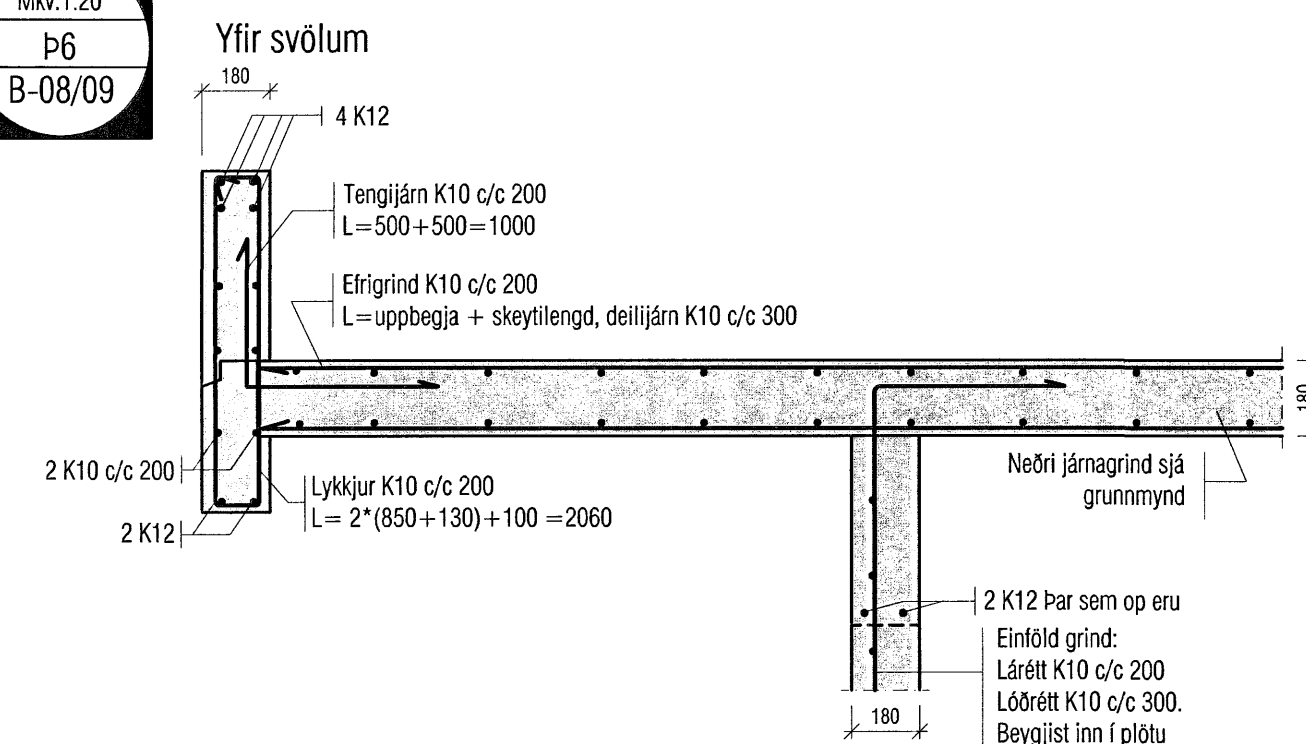 Mkv.1:20
Þ6
B-08/09
Yfir svölum
180
4 K12
Tengijárn K10 c/c 200
L=500+500=1000
Efrigrind K10 c/c 200
L=uppbegja + skeytilengd, deilijárn K10 c/c 300
180
2 K10 c/c 200
Lykkjur K10 c/c 200
L= 2*(850+130)+100 =2060
2 K12
Neðri járnagrind sjá
grunnmynd
2 K12 Þar sem op eru
Einföld grind:
Lárétt K10 c/c 200
Lóðrétt K10 c/c 300.
Beygjist inn í plötu
180